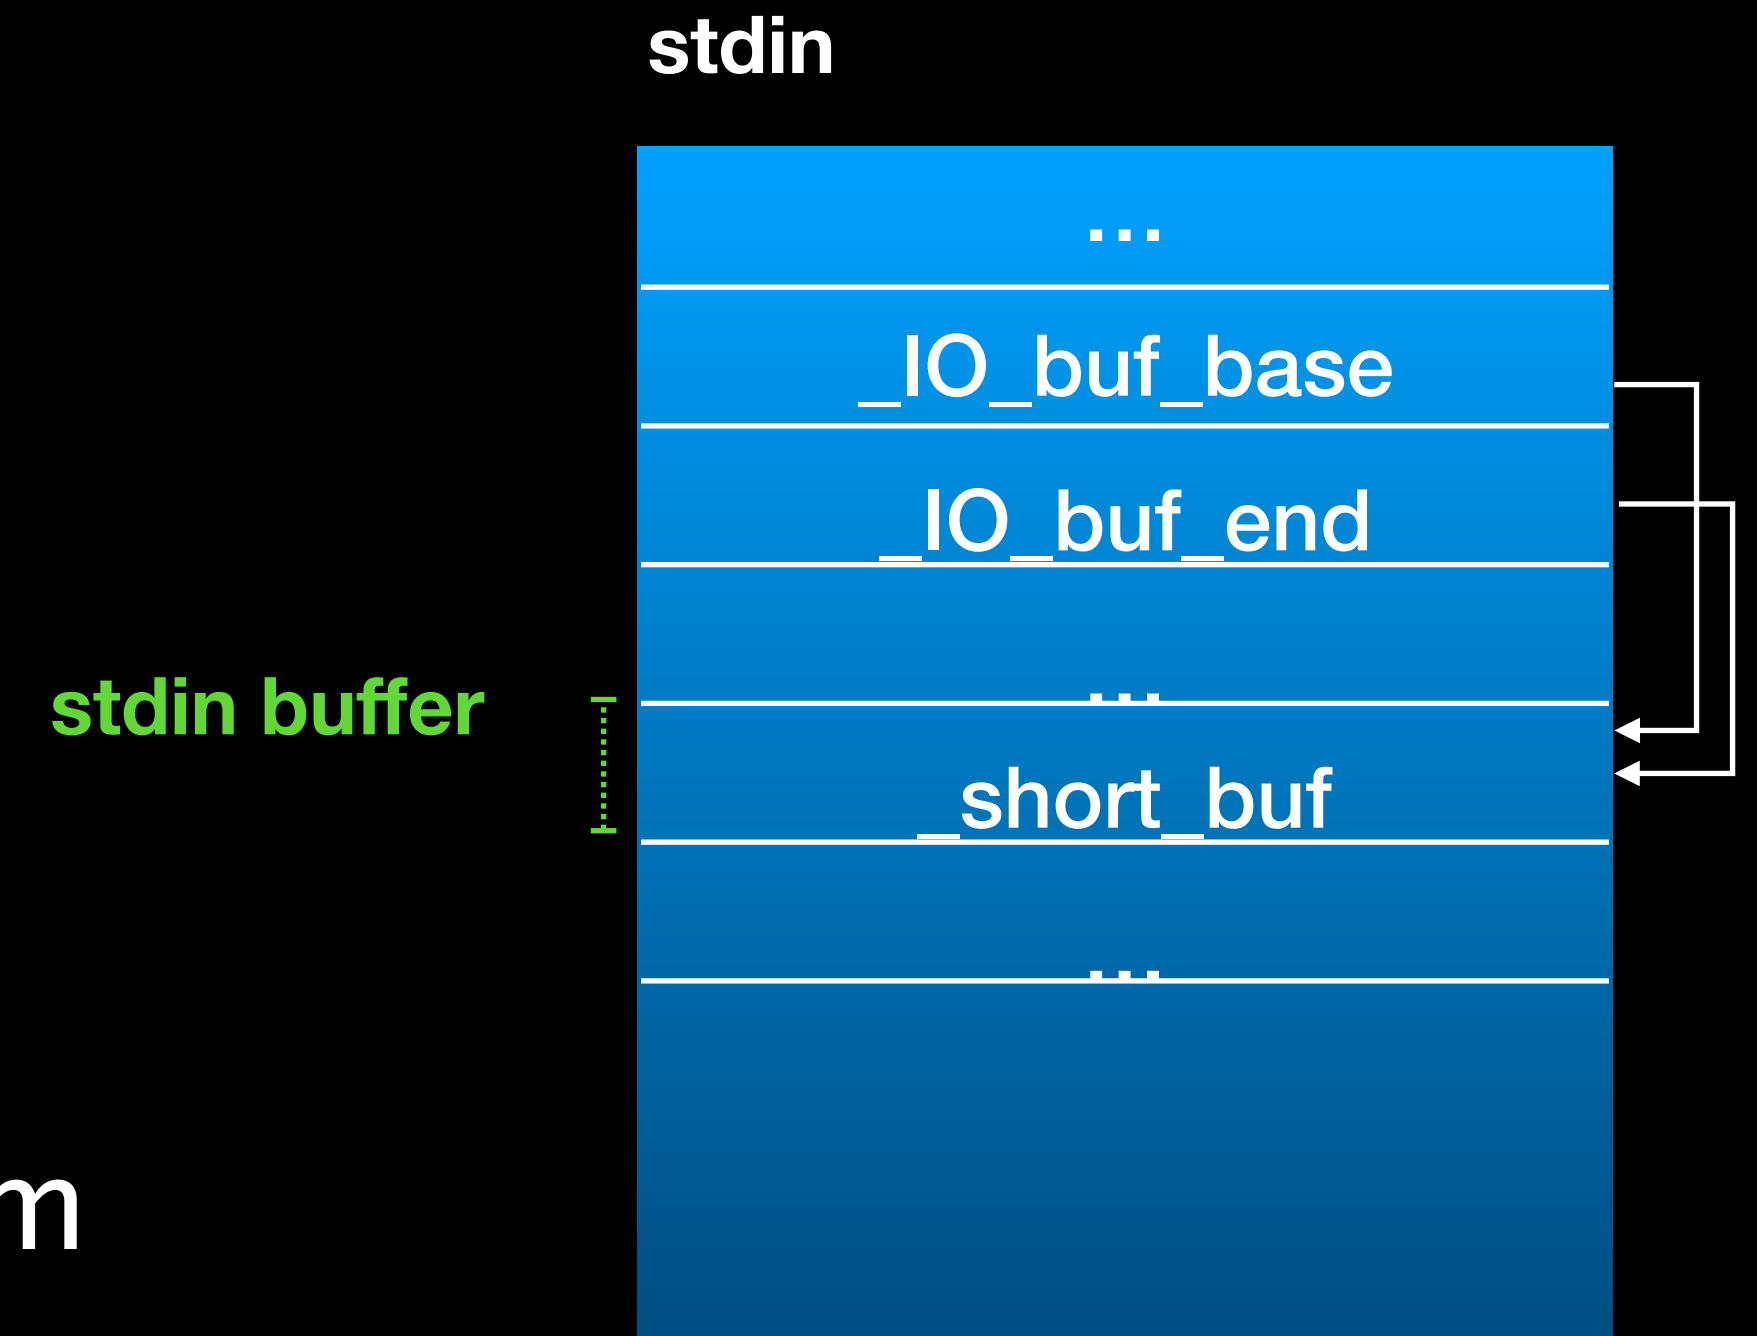 stdin
...
_IO_buf_base
_IO_buf_end
...
stdin buffer
_short_buf
...
m